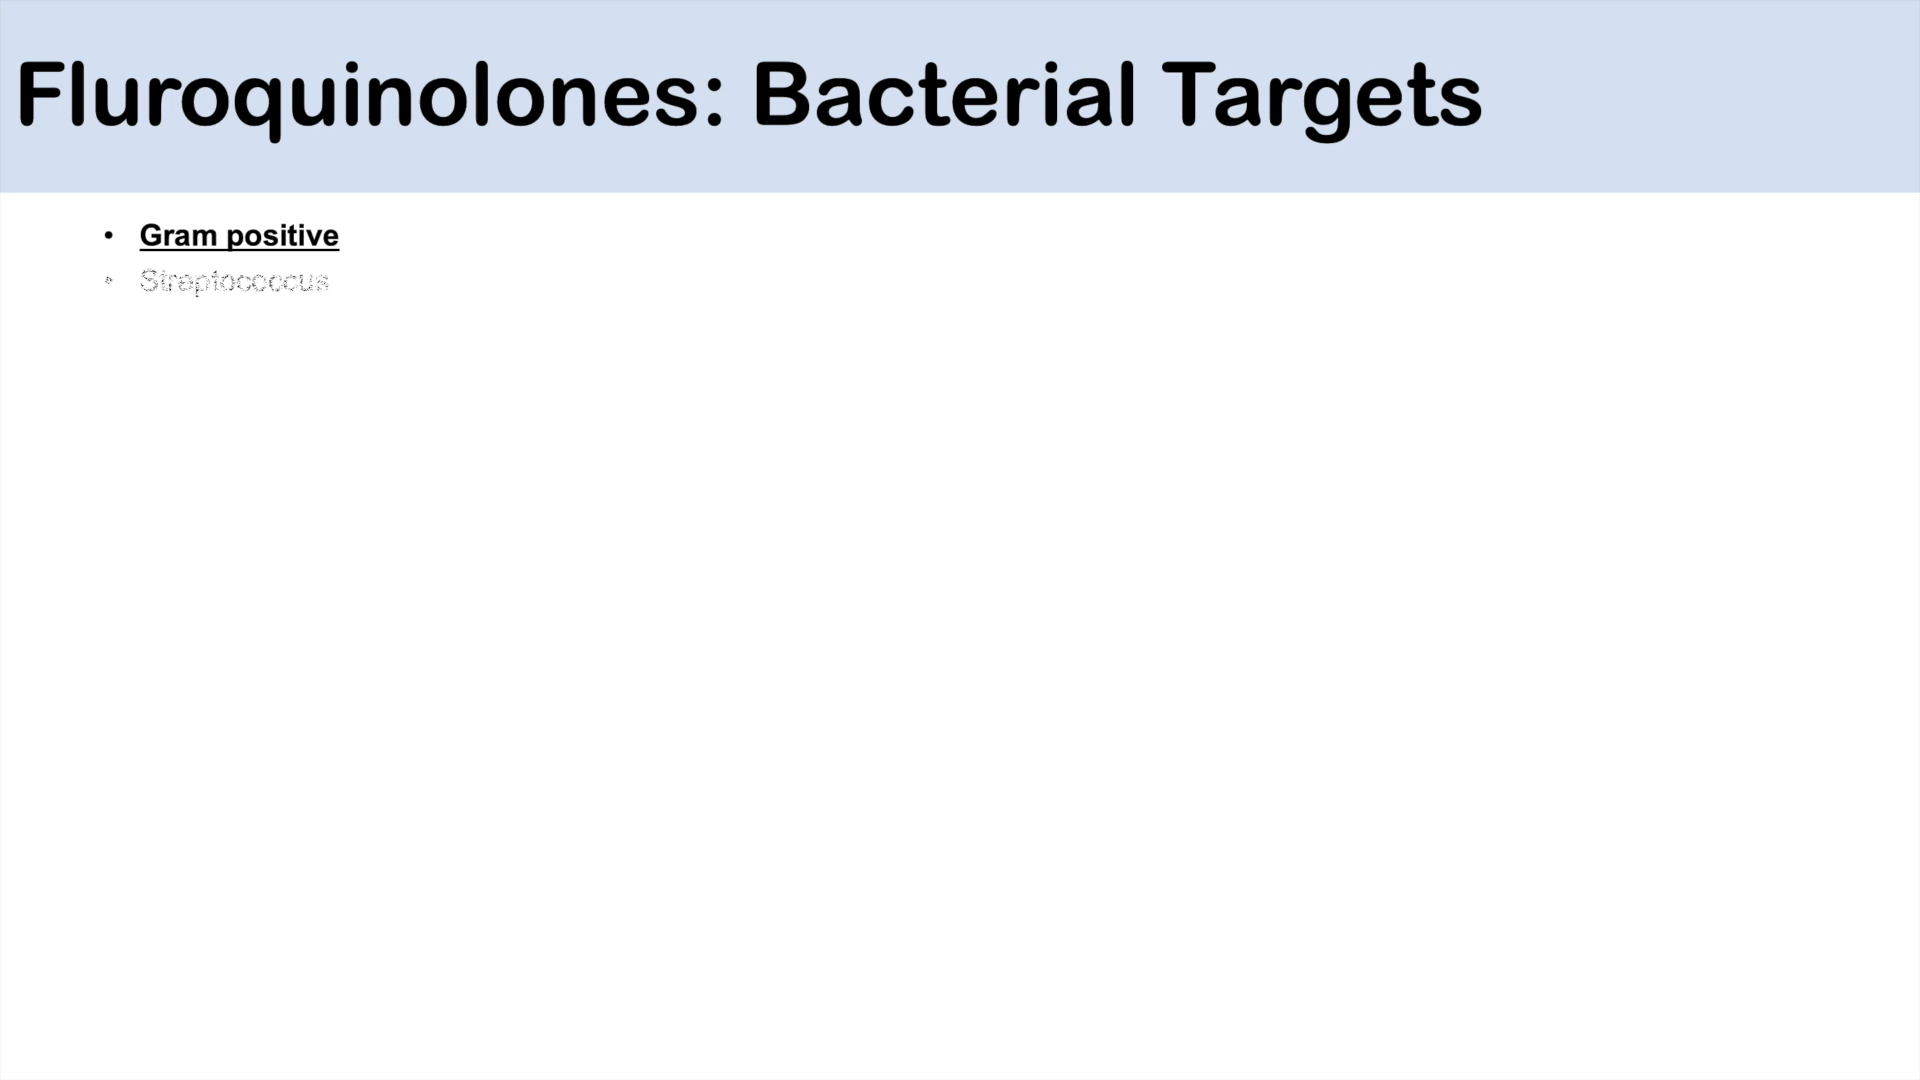 Fluroquinolones: Bacterial Targets
• Gram positive
• Streptococcus